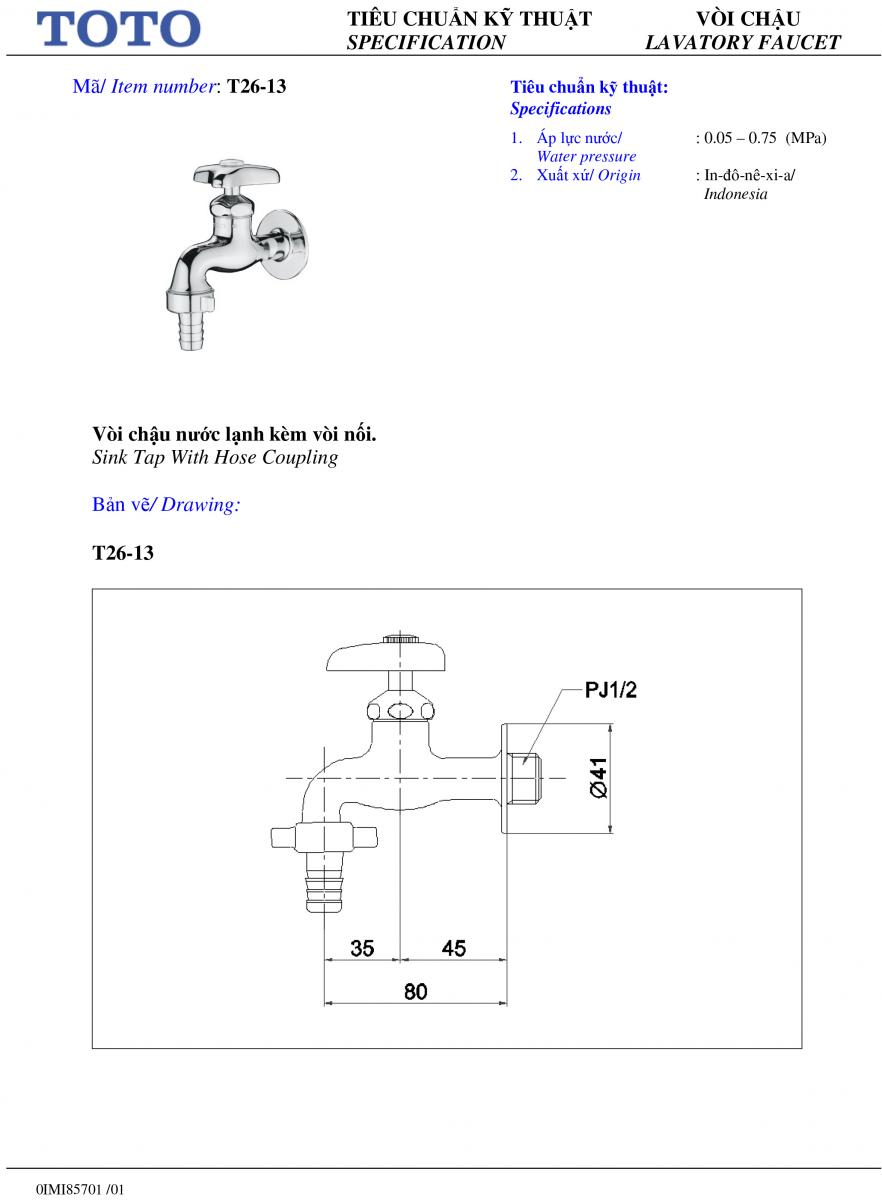 TOTO
TIÊU CHUẨN KỸ THUẬT
SPECIFICATION
VÒI CHẬU
LAVATORY FAUCET
Mã/ Item number: T26-13
Tiêu chuẩn kỹ thuật:
Specifications
1. Áp lực nước/ : 0.05 – 0.75 (MPa)
Water pressure
2. Xuất xứ/ Origin : In-đô-nê-xi-a/
Indonesia
Vòi chậu nước lạnh kèm vòi nối.
Sink Tap With Hose Coupling
Bản vẽ/ Drawing:
T26-13
PJ1/2
Ø41
35
45
80
0IMI85701 /01